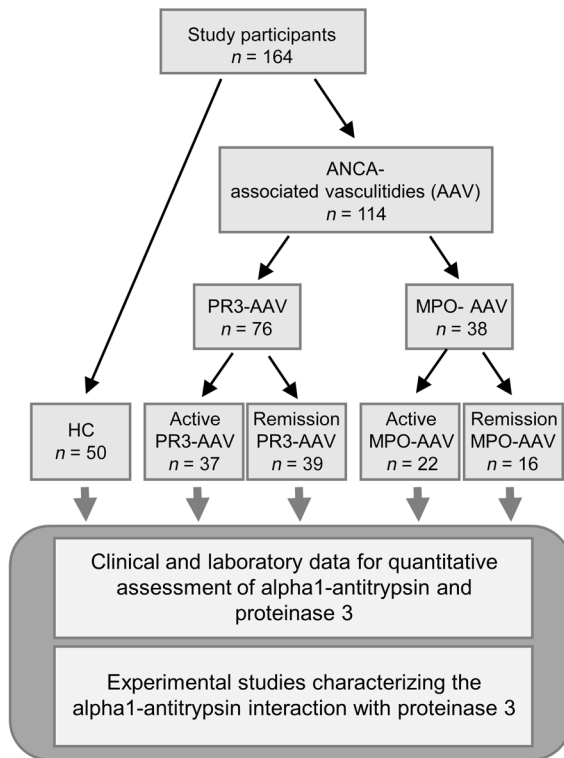 Study participants
n = 164
ANCA-
associated vasculitidies (AAV)
n = 114
PR3-AAV
n = 76
MPO- AAV
n = 38
HC
n = 50
Active
PR3-AAV
n = 37
Remission
PR3-AAV
n = 39
Active
MPO-AAV
n = 22
Remission
MPO-AAV
n = 16
Clinical and laboratory data for quantitative
assessment of alpha1-antitrypsin and
proteinase 3
Experimental studies characterizing the
alpha1-antitrypsin interaction with proteinase 3